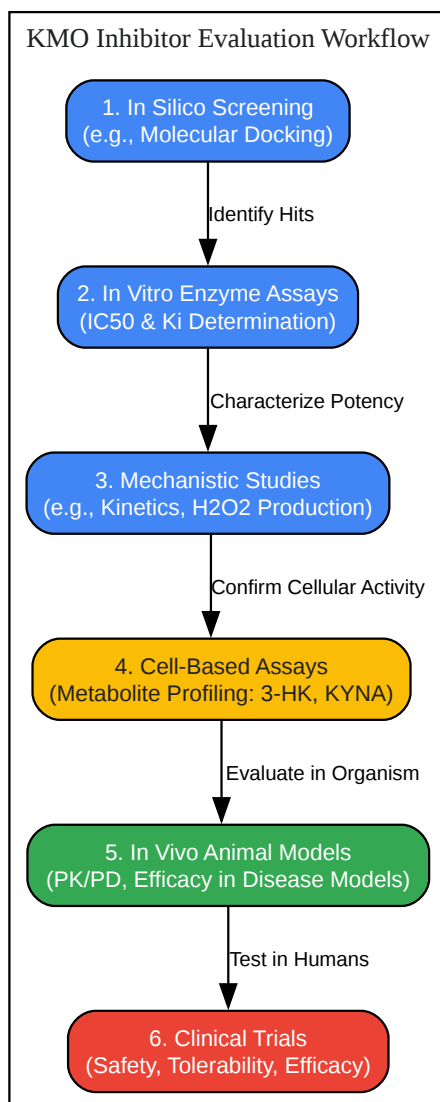 KMO Inhibitor Evaluation Workflow
1. In Silico Screening
(e.g., Molecular Docking)
Identify Hits
2. In Vitro Enzyme Assays
(IC50 & Ki Determination)
Characterize Potency
3. Mechanistic Studies
(e.g., Kinetics, H2O2 Production)
Confirm Cellular Activity
4. Cell-Based Assays
(Metabolite Profiling: 3-HK, KYNA)
Evaluate in Organism
5. In Vivo Animal Models
(PK/PD, Efficacy in Disease Models)
Test in Humans
6. Clinical Trials
(Safety, Tolerability, Efficacy)